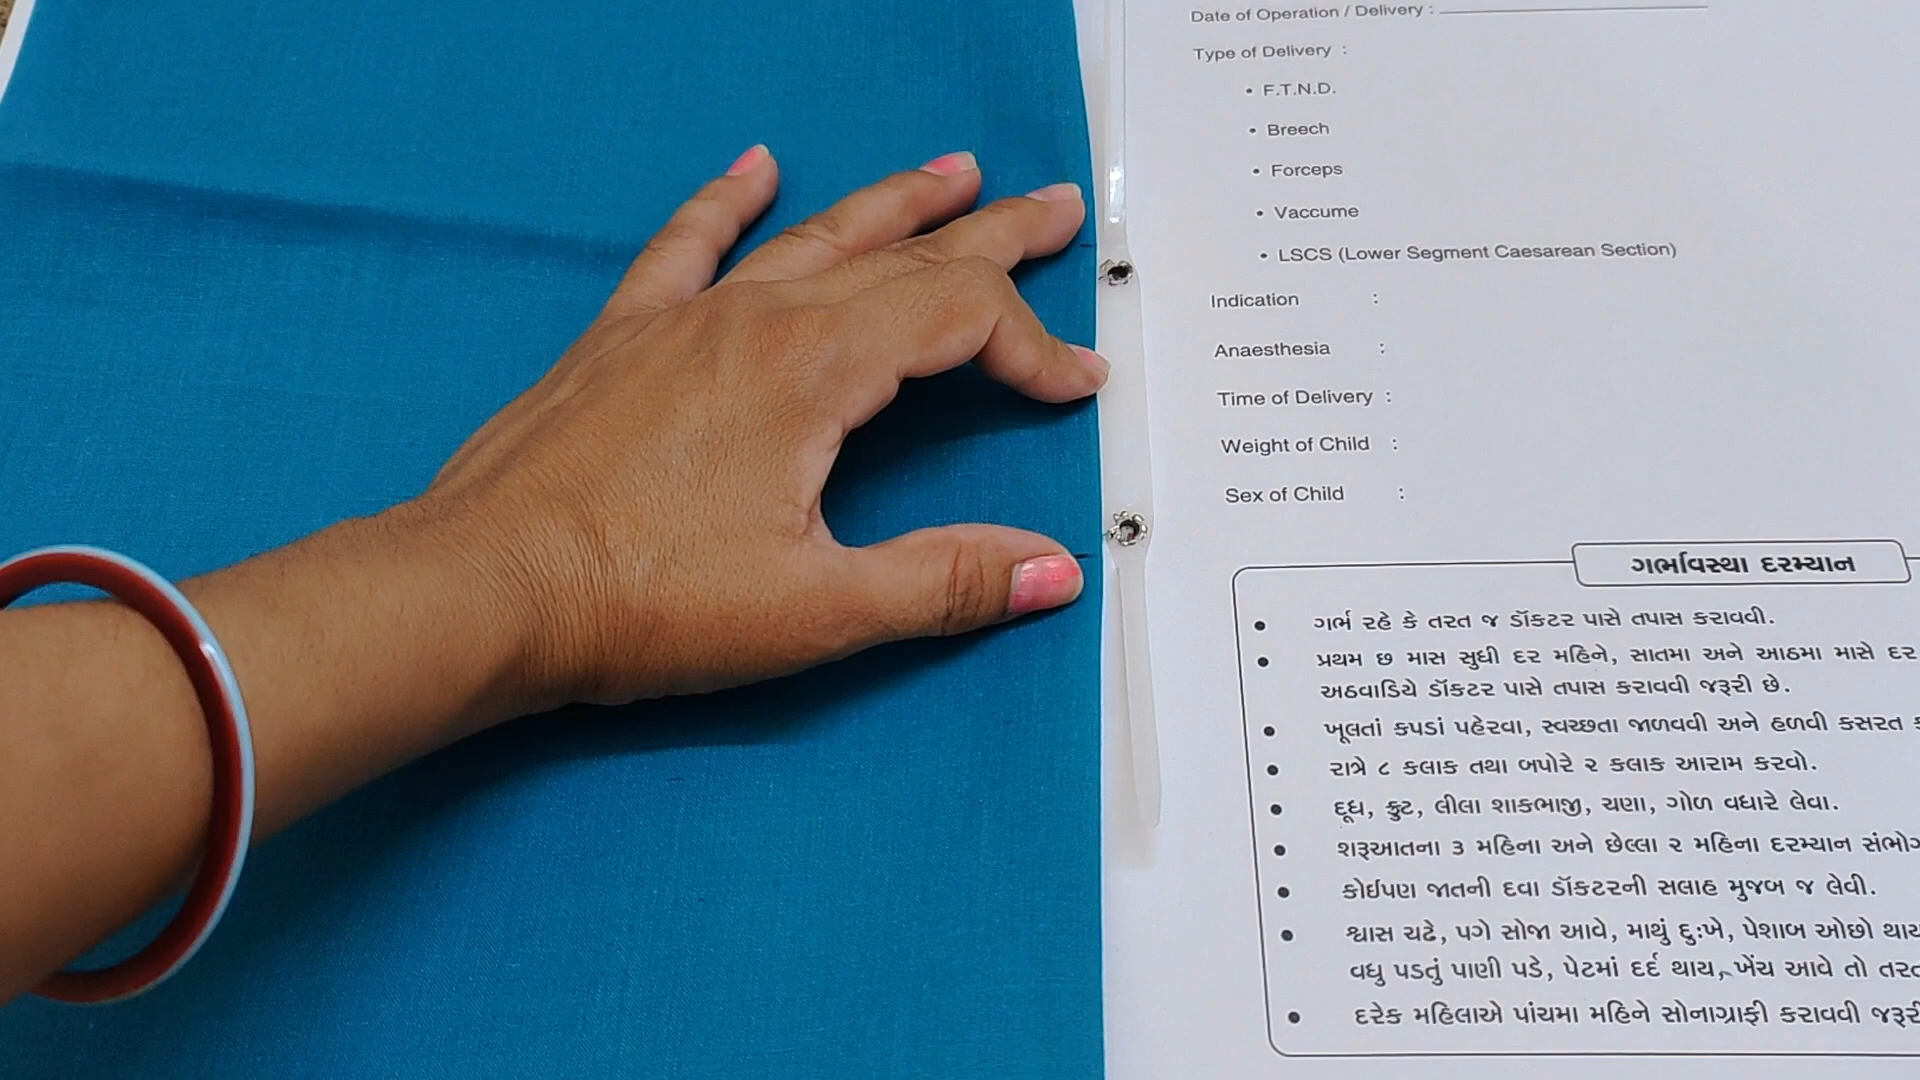 Date of Operation / Delivery :
Type of Delivery :
• F.T.N.D.
• Breech
• Forceps
• Vaccume
• LSCS (Lower Segment Caesarean Section)
Indication :
Anaesthesia :
Time of Delivery :
Weight of Child :
Sex of Child :
ગર્ભાવસ્થા દરમ્યાન
• ગર્ભ રહે કે તરત જ ડૉકટર પાસે તપાસ કરાવવી.
• પ્રથમ છ માસ સુધી દર મહિને, સાતમા અને આઠમા માસે દર
અઠવાડિયે ડૉકટર પાસે તપાસ કરાવવી જરૂરી છે.
• ખૂલતાં કપડાં પહેરવા, સ્વચ્છતા જાળવવી અને હળવી કસરત
• રાત્રે ૮ કલાક તથા બપોરે ૨ કલાક આરામ કરવો.
• દૂધ, ફ્રુટ, લીલા શાકભાજી, ચણા, ગોળ વધારે લેવા.
• શરૂઆતના ૩ મહિના અને છેલ્લા ૨ મહિના દરમ્યાન
• કોઈપણ જાતની દવા ડૉકટરની સલાહ મુજબ જ લેવી.
• શ્વાસ ચઢે, પગે સોજા આવે, માથું દુઃખે, પેશાબ ઓછો
વધુ પડતું પાણી પડે, પેટમાં દર્દ થાય, ખેંચ આવે તો
• દરેક મહિલાએ પાંચમા મહિને સોનાગ્રાફી કરાવવી